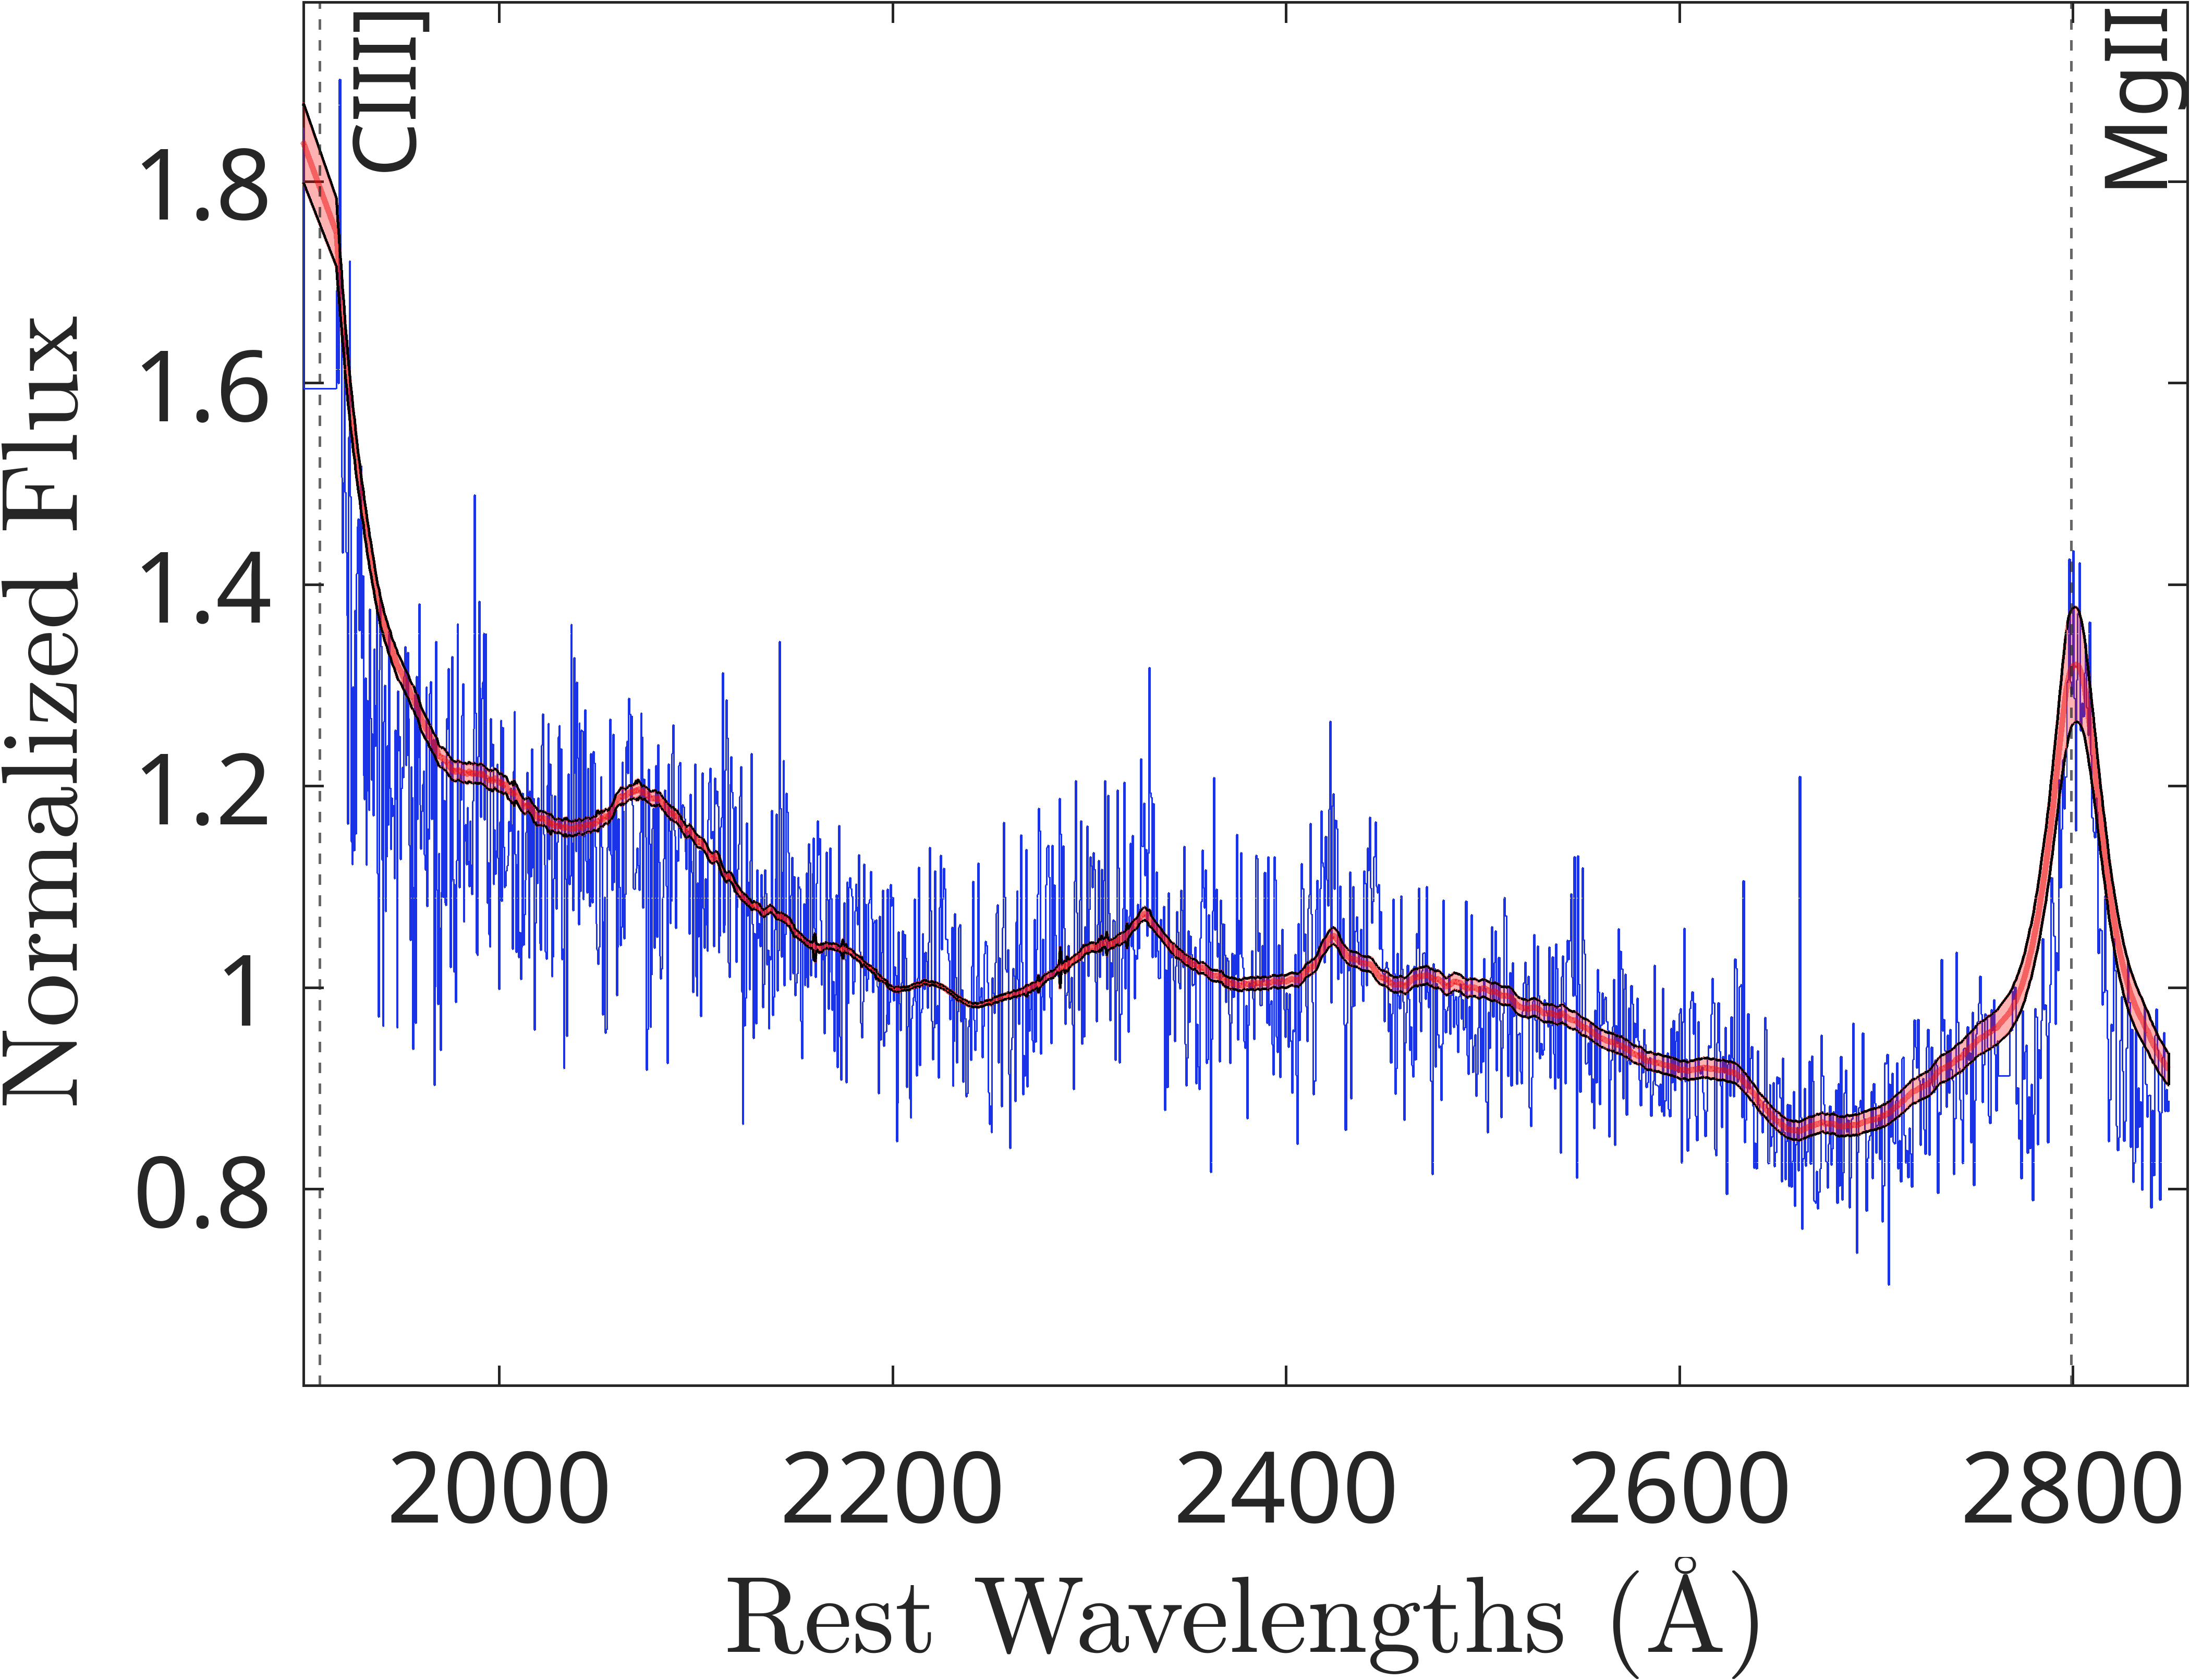 CIII]
MgII
1.8
1.6
1.4
1.2
1
0.8
Normalized Flux
2000 2200 2400 2600 2800
Rest Wavelengths (Å)